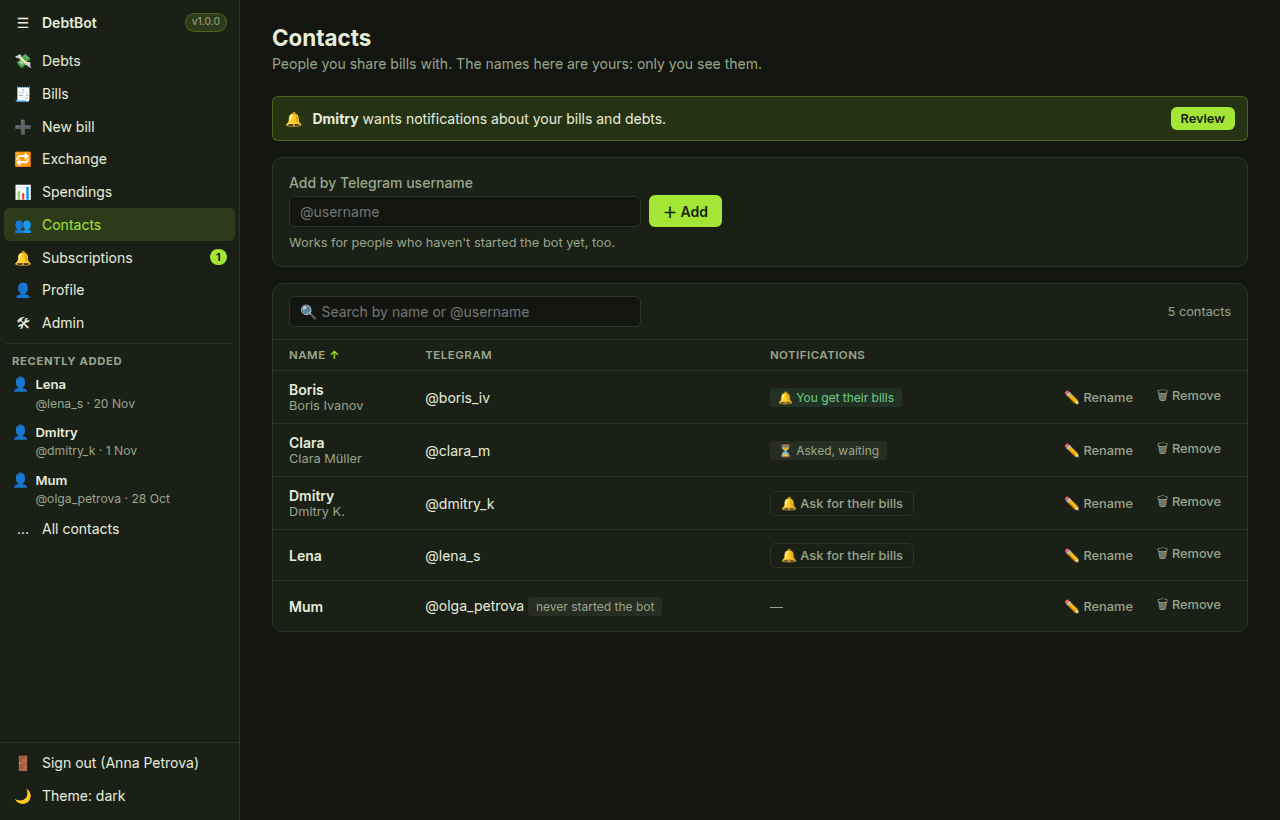 ☰ DebtBot v1.0.0
💸 Debts
🧾 Bills
➕ New bill
🔁 Exchange
📊 Spendings
👥 Contacts
🔔 Subscriptions 1
👤 Profile
🛠 Admin
RECENTLY ADDED
👤 Lena
@lena_s · 20 Nov
👤 Dmitry
@dmitry_k · 1 Nov
👤 Mum
@olga_petrova · 28 Oct
… All contacts
🚪 Sign out (Anna Petrova)
🌙 Theme: dark
Contacts
People you share bills with. The names here are yours: only you see them.
🔔 Dmitry wants notifications about your bills and debts. Review
Add by Telegram username
@username + Add
Works for people who haven't started the bot yet, too.
🔍 Search by name or @username 5 contacts
NAME ↑ TELEGRAM NOTIFICATIONS
Boris
Boris Ivanov
@boris_iv 🔔 You get their bills ✏️ Rename 🗑 Remove
Clara
Clara Müller
@clara_m ⏳ Asked, waiting ✏️ Rename 🗑 Remove
Dmitry
Dmitry K.
@dmitry_k 🔔 Ask for their bills ✏️ Rename 🗑 Remove
Lena @lena_s 🔔 Ask for their bills ✏️ Rename 🗑 Remove
Mum @olga_petrova never started the bot — ✏️ Rename 🗑 Remove